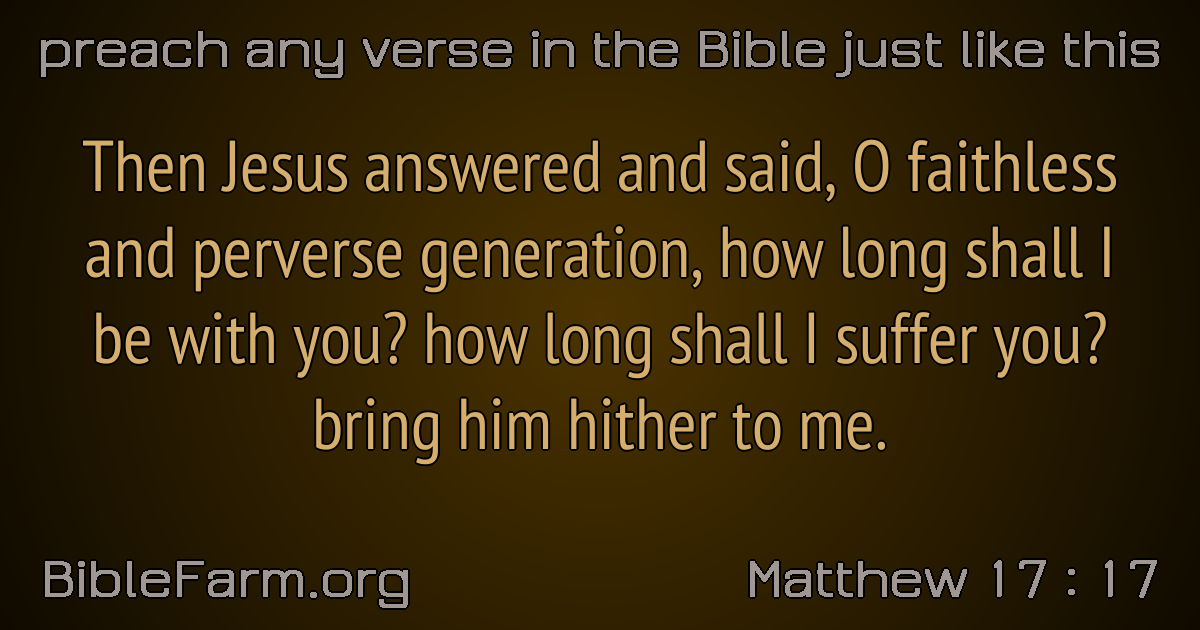 preach any verse in the Bible just like this
Then Jesus answered and said, O faithless
and perverse generation, how long shall I
be with you? how long shall I suffer you?
bring him hither to me.
BibleFarm.org
Matthew 17 : 17